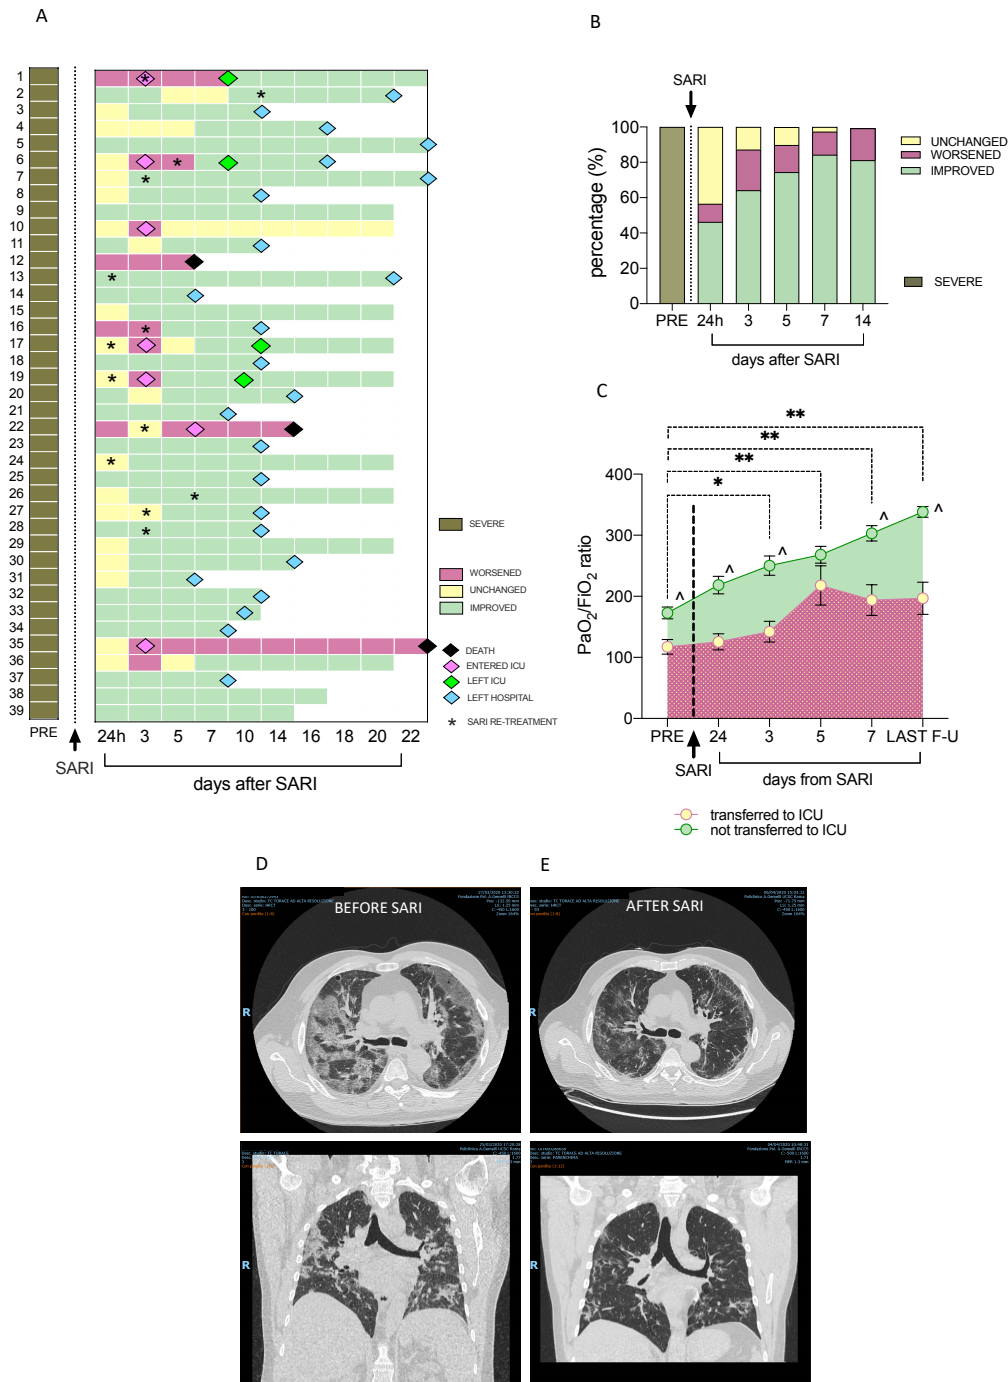 A
1
2
3
4
5
6
7
8
9
10
11
12
13
14
15
16
17
18
19
20
21
22
23
24
25
26
27
28
29
30
31
32
33
34
35
36
37
38
39
SEVERE
WORSENED
UNCHANGED
IMPROVED
DEATH
ENTERED ICU
LEFT ICU
LEFT HOSPITAL
* SARI RE-TREATMENT
PRE
24h 3 5 7 10 14 16 18 20 22
SARI
days after SARI
B
SARI
percentage (%)
100
80
60
40
20
0
PRE 24h 3 5 7 14
days after SARI
UNCHANGED
WORSENED
IMPROVED
SEVERE
C
**
**
**
*
PaO2/FiO2 ratio
400
300
200
100
0
^ ^ ^ ^ ^
PRE 24 3 5 7 LAST F-U
SARI
days from SARI
transferred to ICU
not transferred to ICU
D
BEFORE SARI
R
R
E
AFTER SARI
R
R